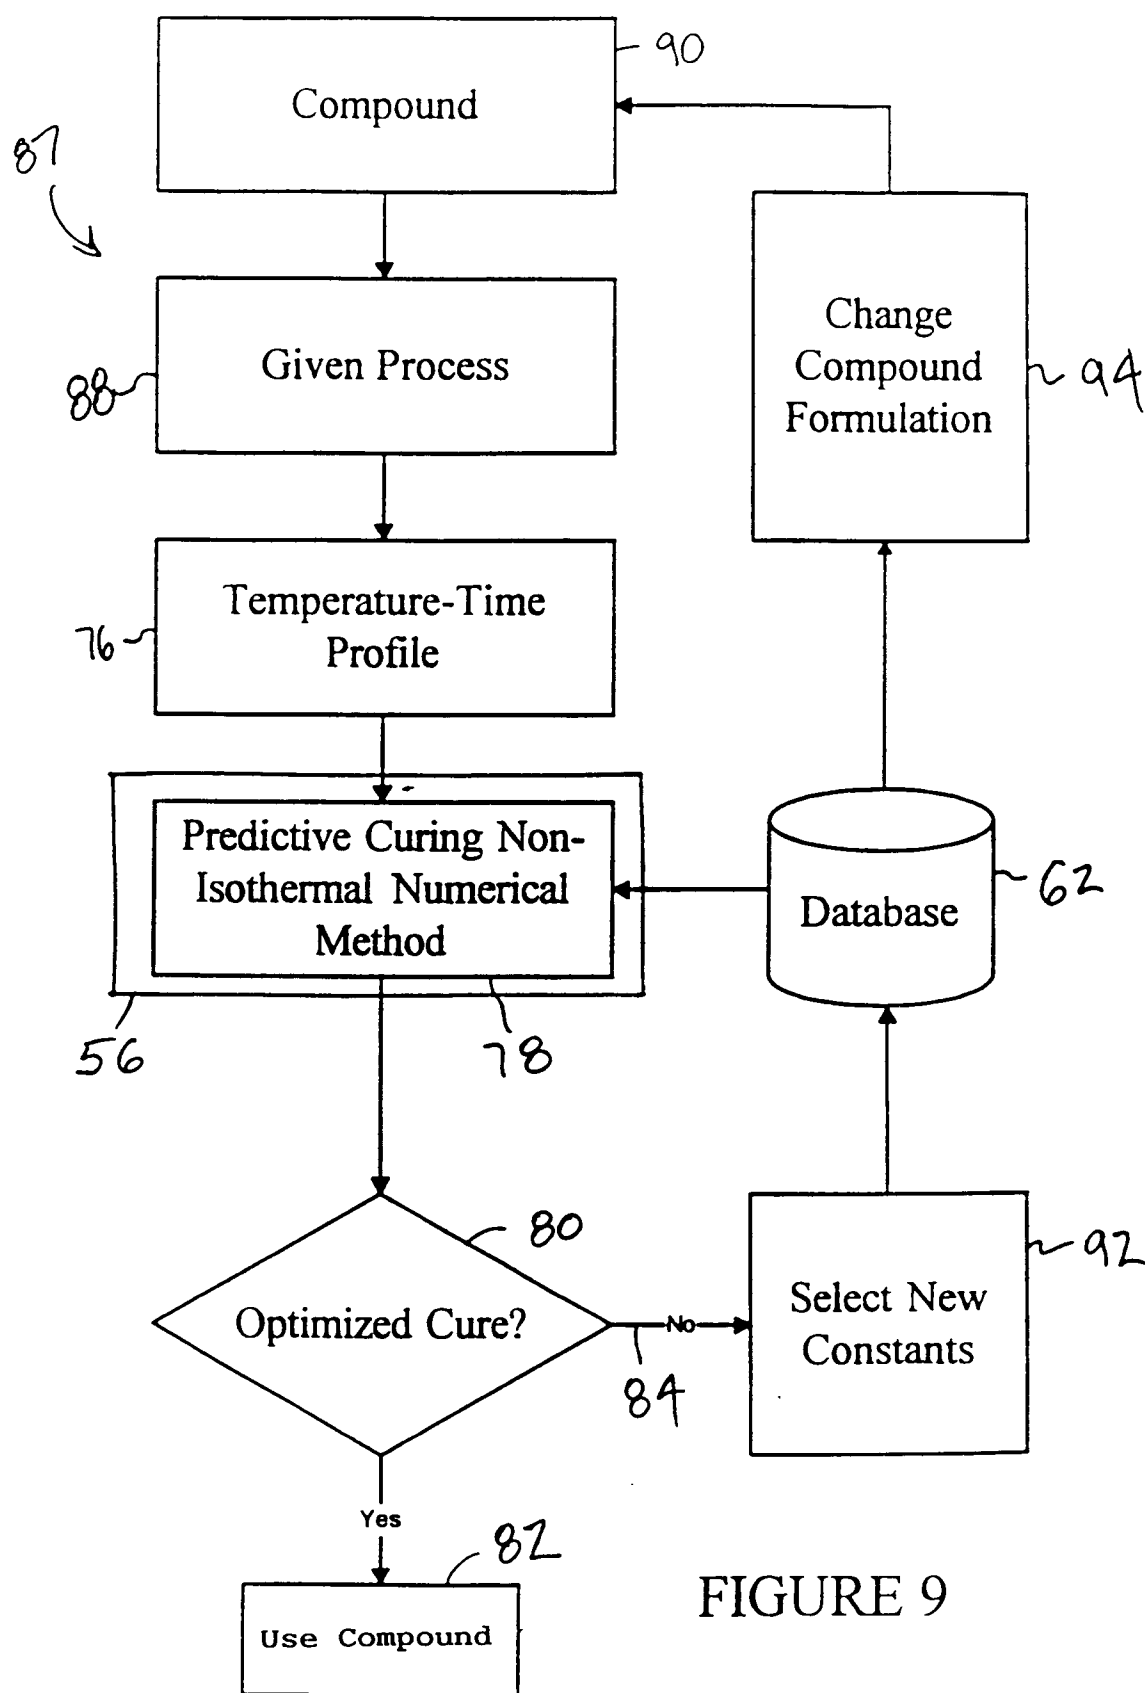 90
Compound
87
Given Process
88
Change
Compound
Formulation
94
Temperature-Time
Profile
76
Predictive Curing Non-
Isothermal Numerical
Method
Database
62
56
78
80
Optimized Cure?
No
84
Select New
Constants
92
Yes
82
Use Compound
FIGURE 9